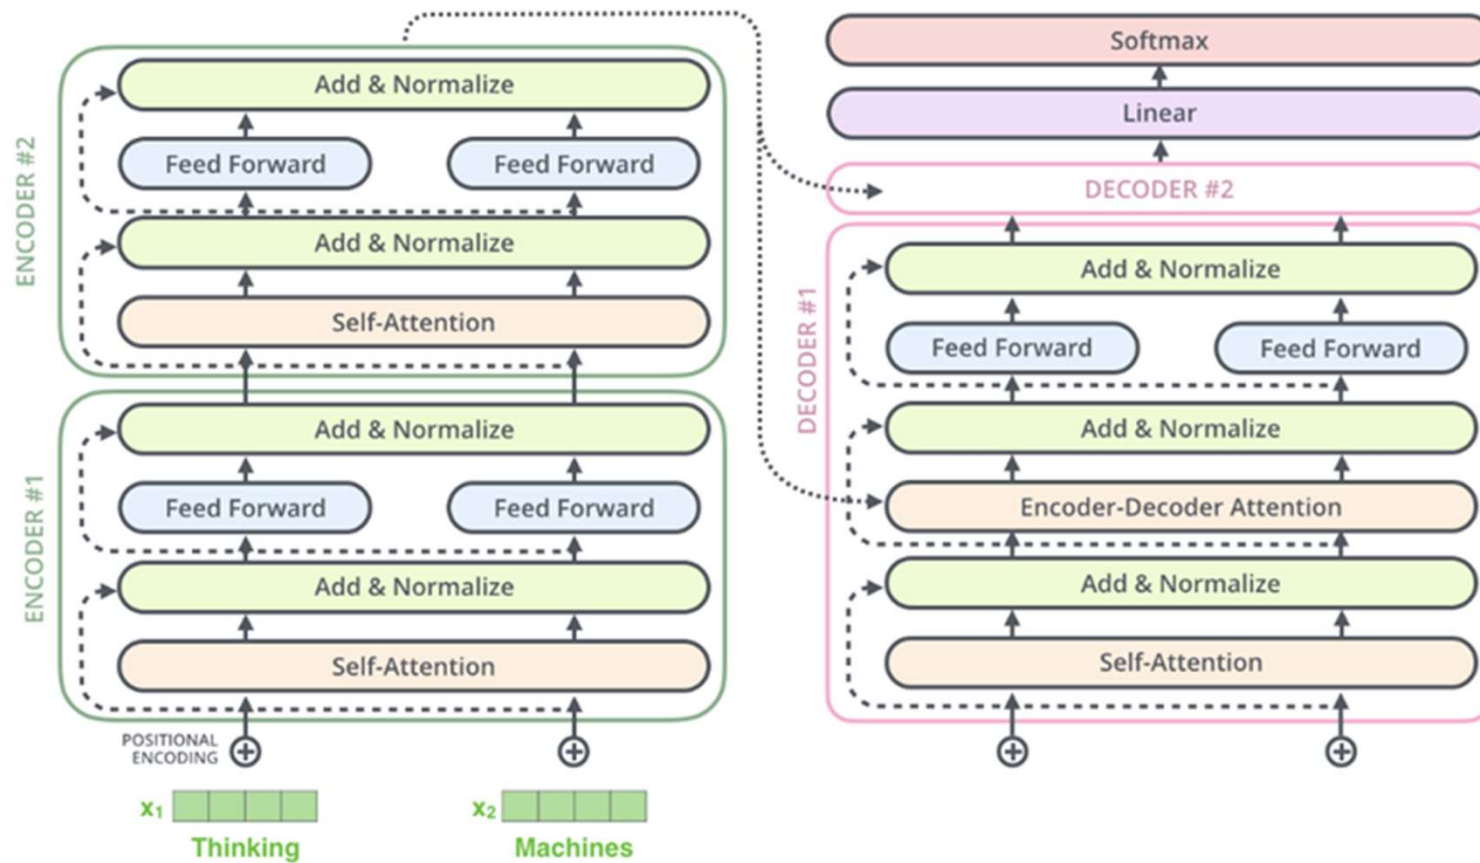 ENCODER #2
Add & Normalize
Feed Forward
Feed Forward
Add & Normalize
Self-Attention
ENCODER #1
Add & Normalize
Feed Forward
Feed Forward
Add & Normalize
Self-Attention
POSITIONAL
ENCODING
x₁
x₂
Thinking
Machines
Softmax
Linear
DECODER #2
DECODER #1
Add & Normalize
Feed Forward
Feed Forward
Add & Normalize
Encoder-Decoder Attention
Add & Normalize
Self-Attention